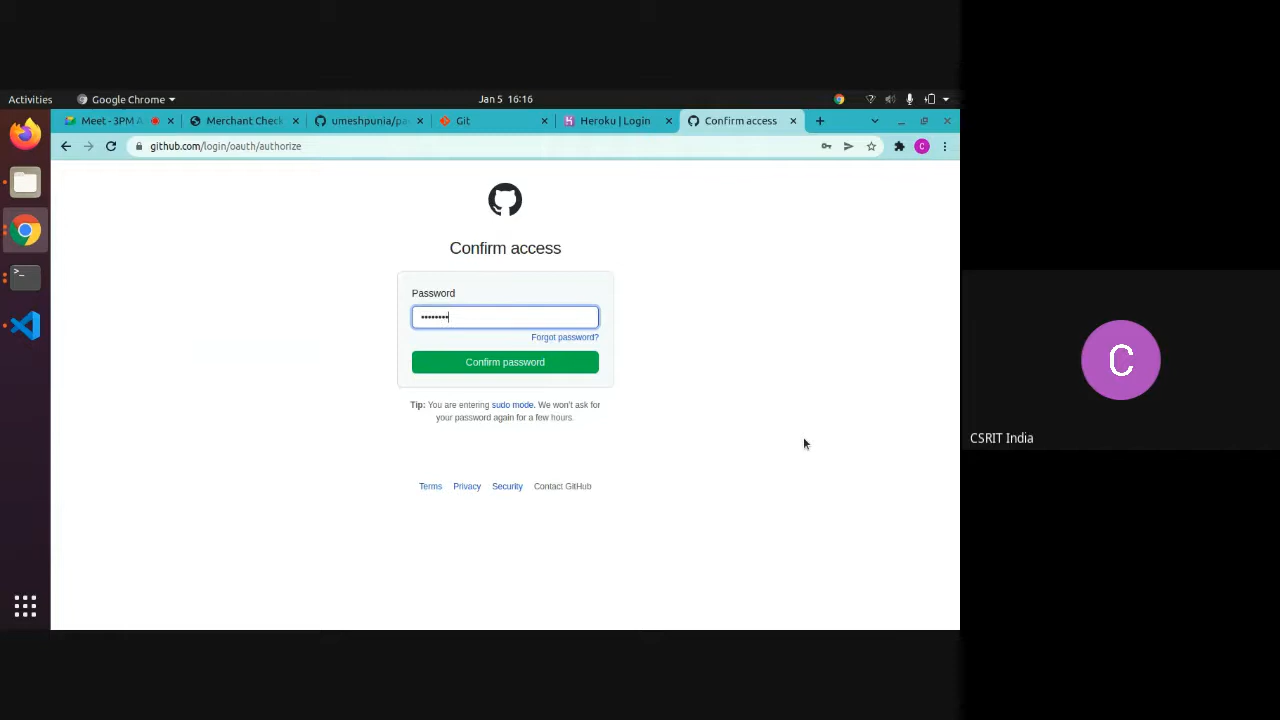 Activities Google Chrome Jan 5 16:16
Meet - 3PM Merchant Check umeshpunia/pa Git Heroku | Login Confirm access
github.com/login/oauth/authorize C
Confirm access
Password
••••••••
Forgot password?
Confirm password
Tip: You are entering sudo mode. We won't ask for
your password again for a few hours.
Terms Privacy Security Contact GitHub
C
CSRIT India